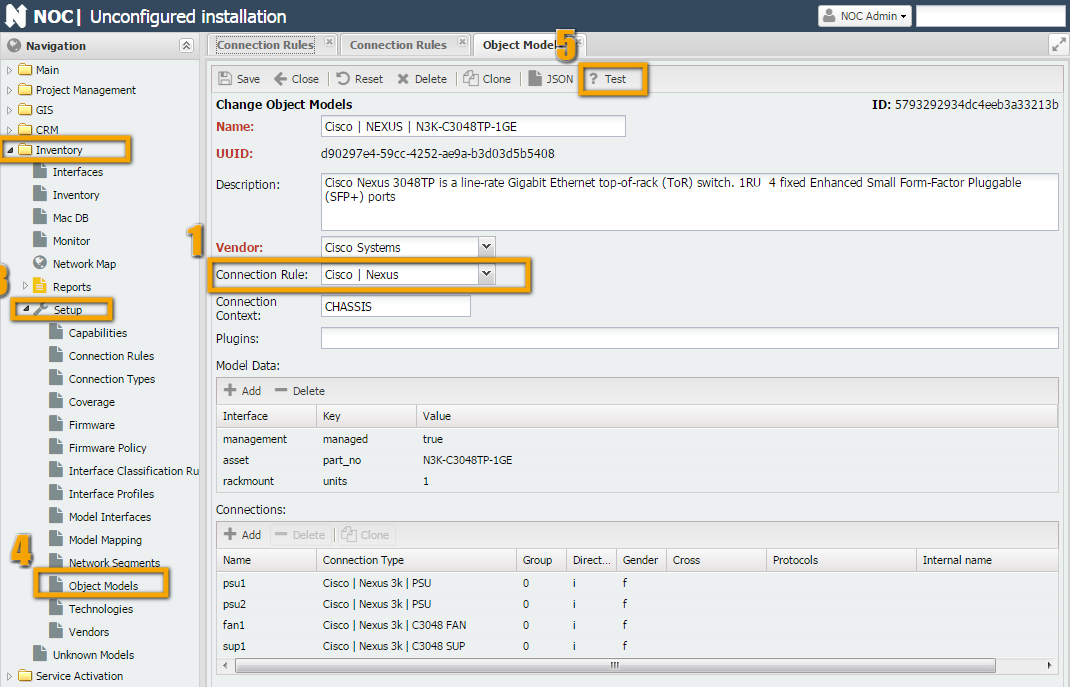 NOC| Unconfigured installation
NOC Admin
Navigation
Main
Project Management
GIS
CRM
Inventory
Interfaces
Inventory
Mac DB
Monitor
Network Map
Reports
3
Setup
Capabilities
Connection Rules
Connection Types
Coverage
Firmware
Firmware Policy
Interface Classification Ru
Interface Profiles
Model Interfaces
Model Mapping
4
Network Segments
Object Models
Technologies
Vendors
Unknown Models
Service Activation
Connection Rules
Connection Rules
Object Model
5
Save
Close
Reset
Delete
Clone
JSON
? Test
Change Object Models
ID: 5793292934dc4eeb3a33213b
Name: Cisco | NEXUS | N3K-C3048TP-1GE
UUID: d90297e4-59cc-4252-ae9a-b3d03d5b5408
Description: Cisco Nexus 3048TP is a line-rate Gigabit Ethernet top-of-rack (ToR) switch. 1RU 4 fixed Enhanced Small Form-Factor Pluggable
(SFP+) ports
1
Vendor: Cisco Systems
Connection Rule: Cisco | Nexus
Connection
Context: CHASSIS
Plugins:
Model Data:
Add Delete
Interface Key Value
management managed true
asset part_no N3K-C3048TP-1GE
rackmount units 1
Connections:
Add Delete Clone
Name Connection Type Group Direct... Gender Cross Protocols Internal name
psu1 Cisco | Nexus 3k | PSU 0 i f
psu2 Cisco | Nexus 3k | PSU 0 i f
fan1 Cisco | Nexus 3k | C3048 FAN 0 i f
sup1 Cisco | Nexus 3k | C3048 SUP 0 i f